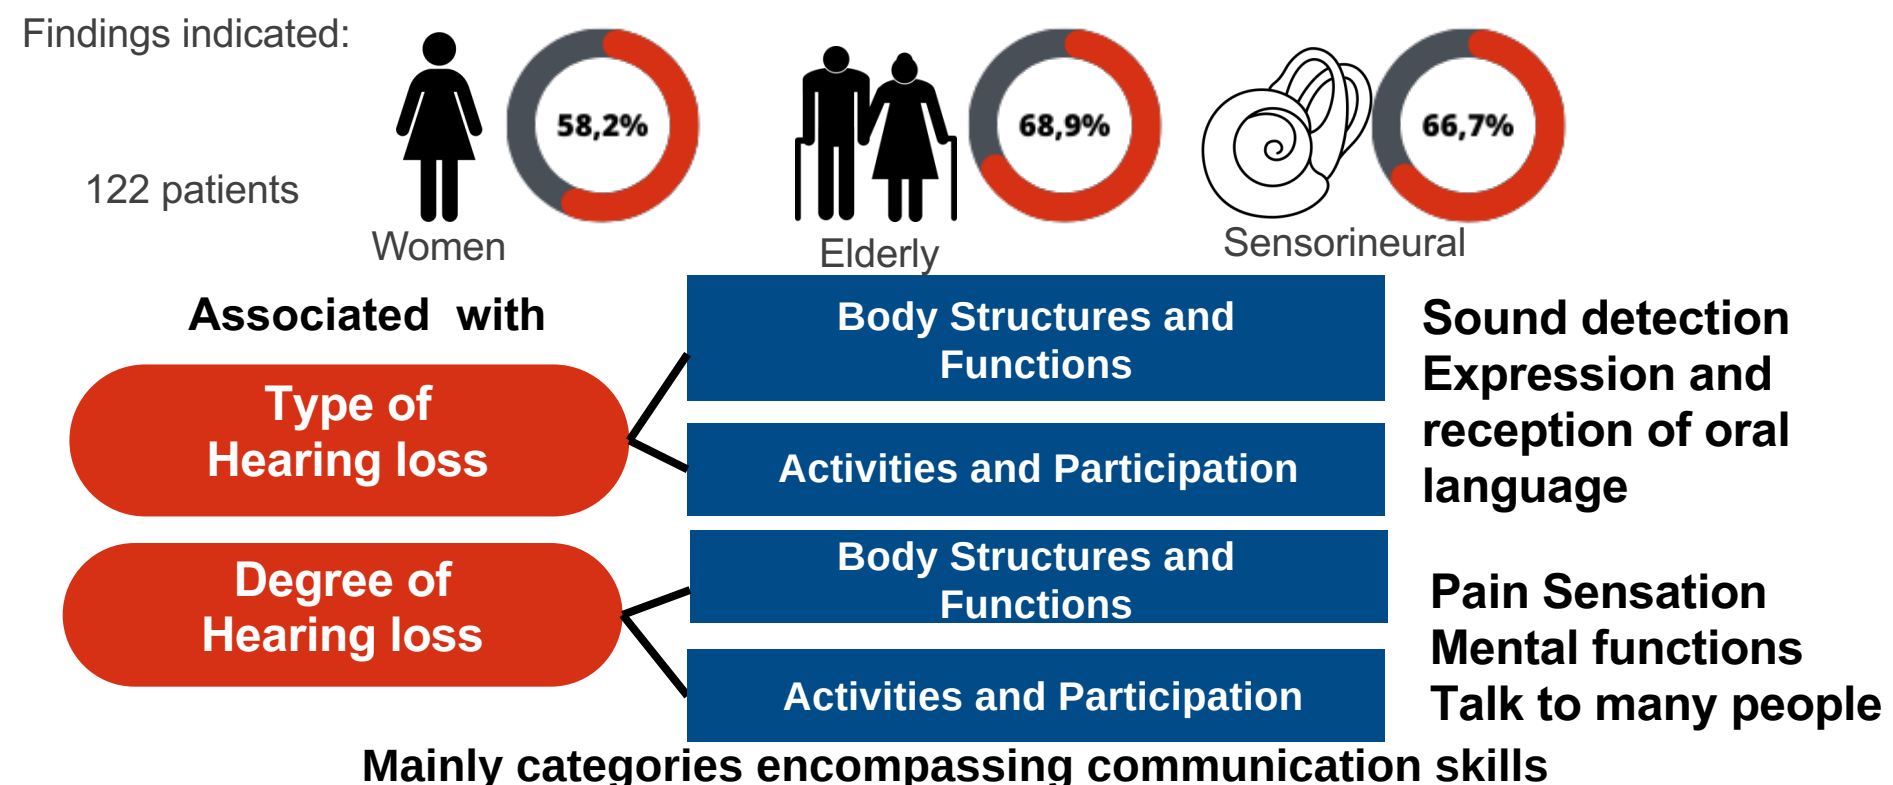 Findings indicated:
58,2%
68,9%
66,7%
122 patients
Women
Elderly
Sensorineural
Associated with
Body Structures and
Functions
Sound detection
Expression and
reception of oral
language
Type of
Hearing loss
Activities and Participation
Degree of
Hearing loss
Body Structures and
Functions
Pain Sensation
Mental functions
Talk to many people
Activities and Participation
Mainly categories encompassing communication skills